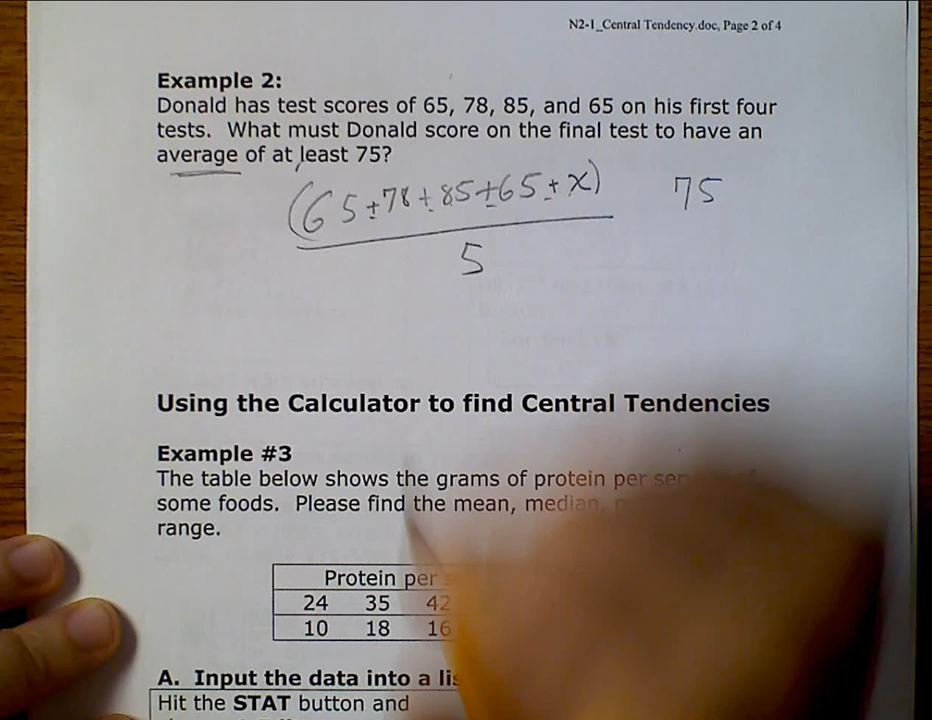 N2-1_Central Tendency.doc, Page 2 of 4
Example 2:
Donald has test scores of 65, 78, 85, and 65 on his first four
tests. What must Donald score on the final test to have an
average of at least 75?
(65+78+85+65+x) 75
5
Using the Calculator to find Central Tendencies
Example #3
The table below shows the grams of protein per
some foods. Please find the mean, median,
range.
Protein per
24 35 42
10 18 16
A. Input the data into a
Hit the STAT button and